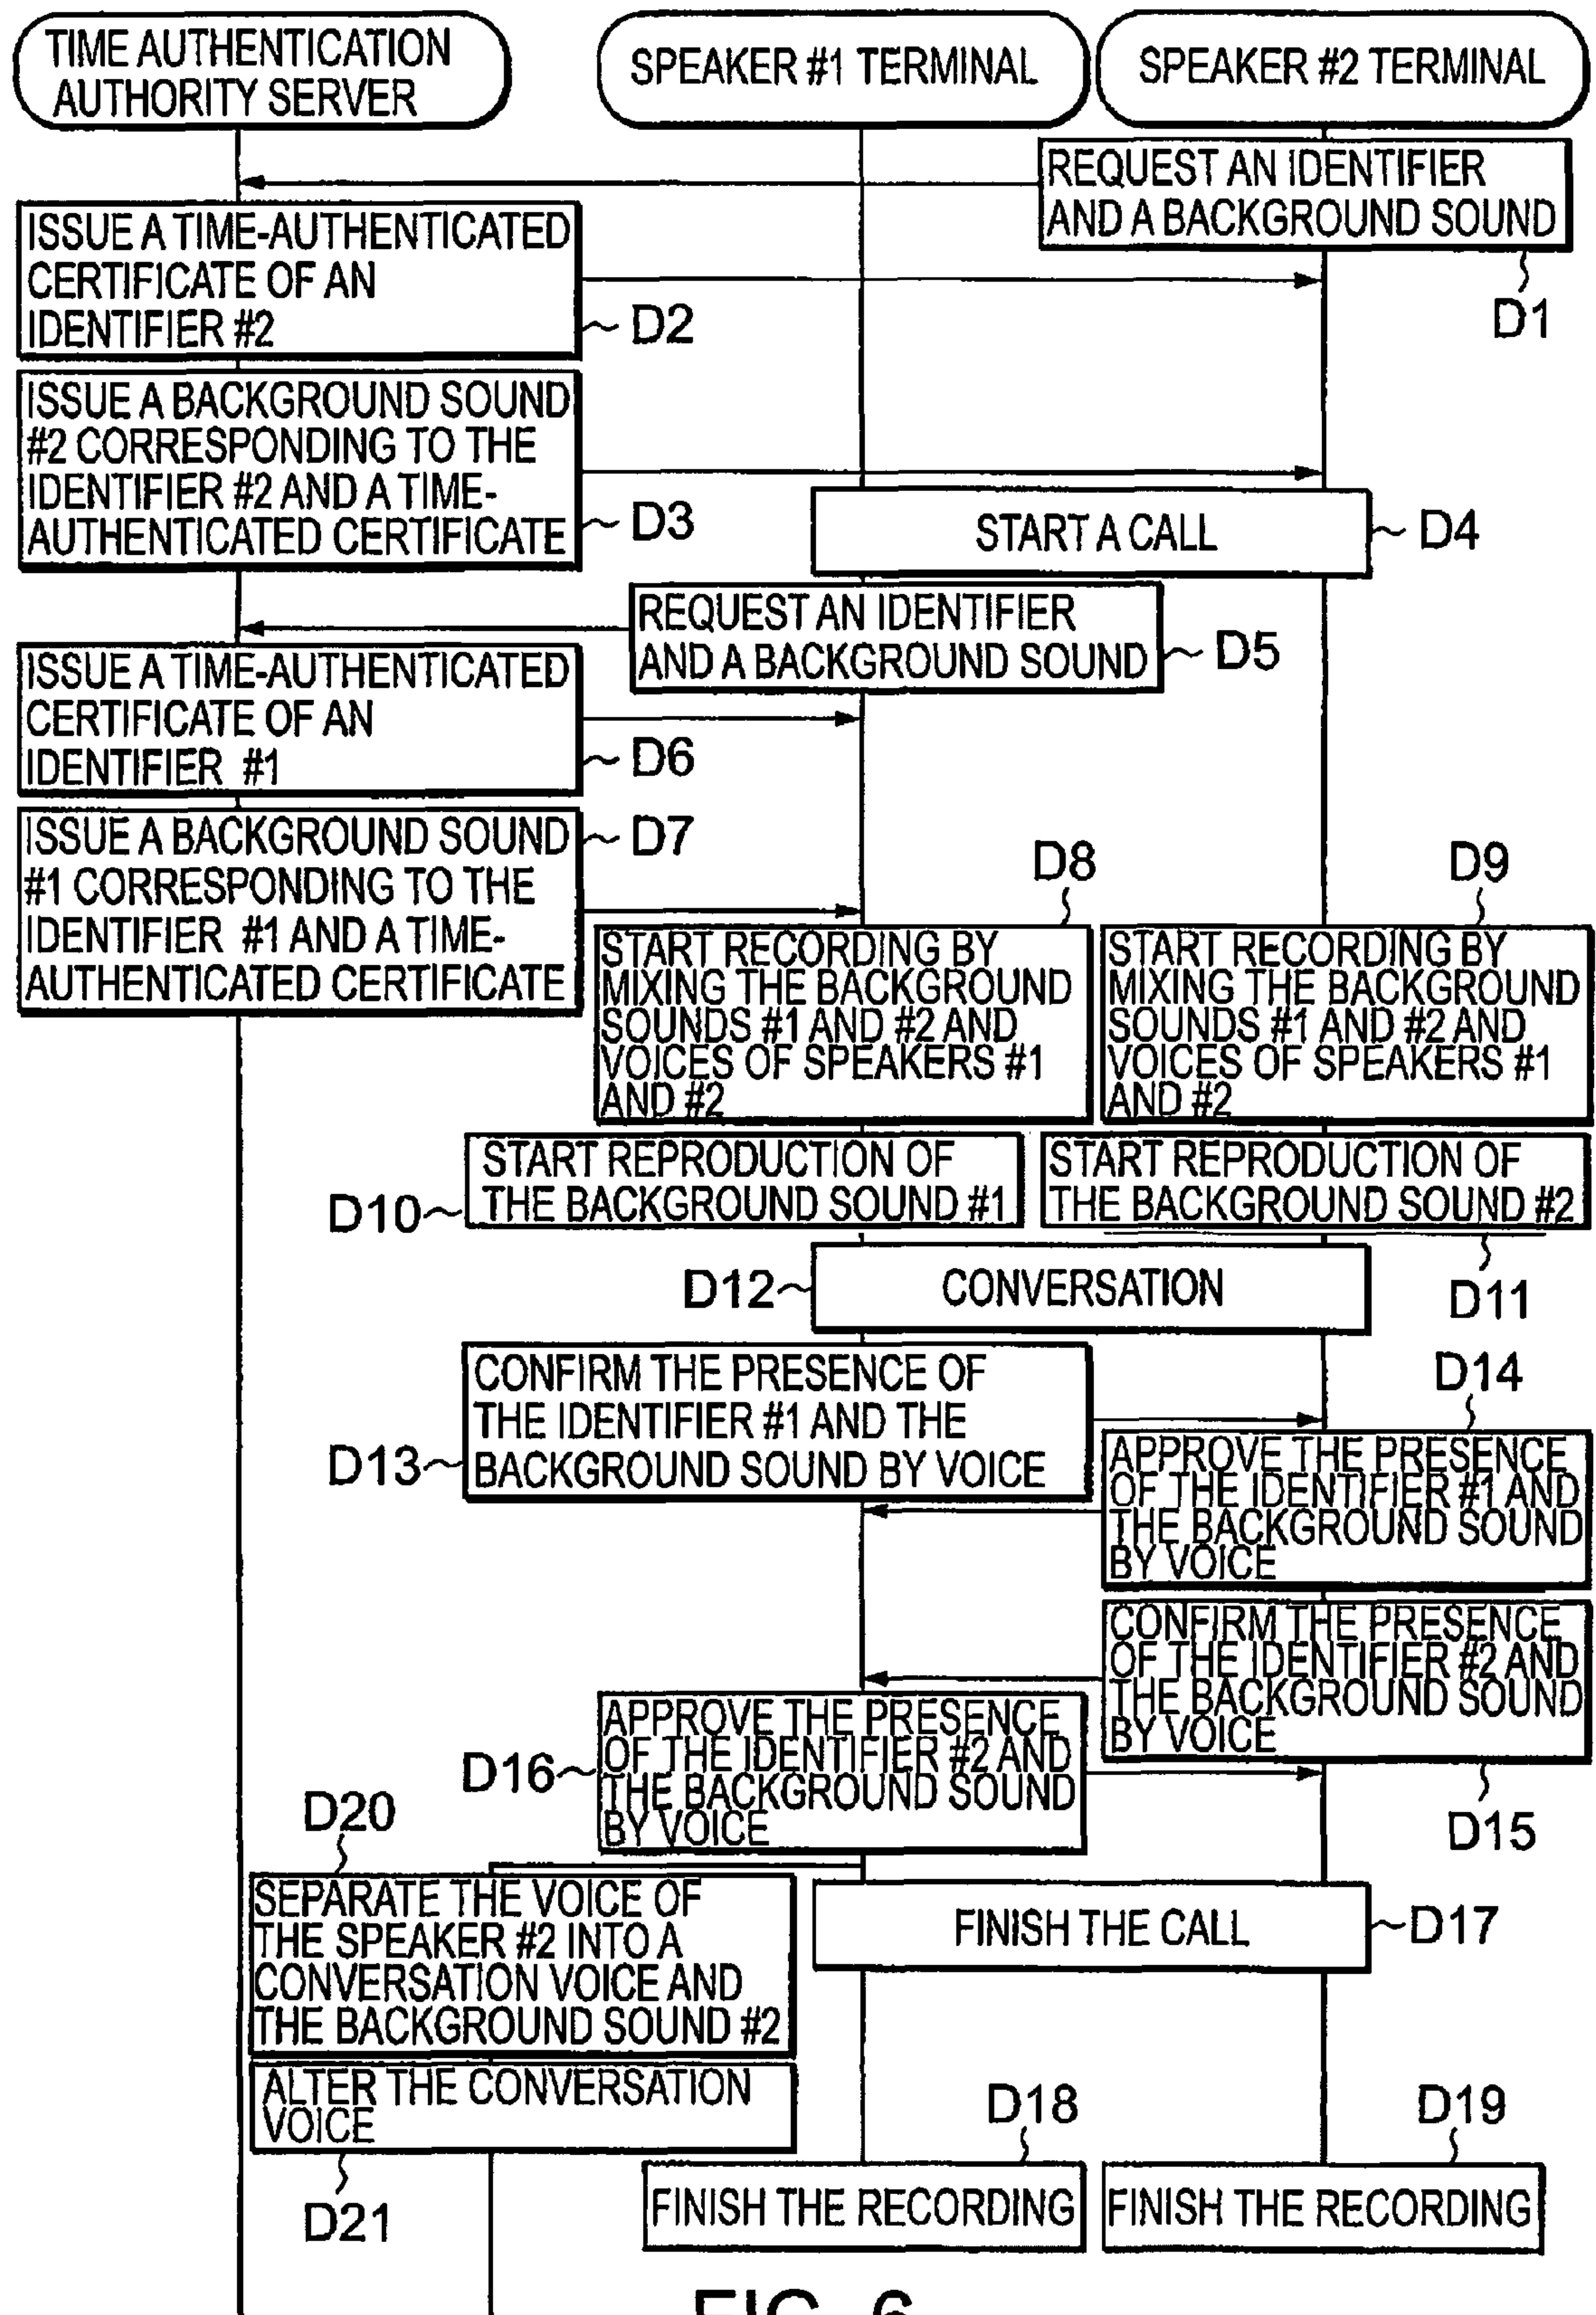 TIME AUTHENTICATION
AUTHORITY SERVER
SPEAKER #1 TERMINAL
SPEAKER #2 TERMINAL
REQUEST AN IDENTIFIER
AND A BACKGROUND SOUND
D1
ISSUE A TIME-AUTHENTICATED
CERTIFICATE OF AN
IDENTIFIER #2
D2
ISSUE A BACKGROUND SOUND
#2 CORRESPONDING TO THE
IDENTIFIER #2 AND A TIME-
AUTHENTICATED CERTIFICATE
D3
START A CALL
D4
REQUEST AN IDENTIFIER
AND A BACKGROUND SOUND
D5
ISSUE A TIME-AUTHENTICATED
CERTIFICATE OF AN
IDENTIFIER #1
D6
ISSUE A BACKGROUND SOUND
#1 CORRESPONDING TO THE
IDENTIFIER #1 AND A TIME-
AUTHENTICATED CERTIFICATE
D7
D8
START RECORDING BY
MIXING THE BACKGROUND
SOUNDS #1 AND #2 AND
VOICES OF SPEAKERS #1
AND #2
D9
START RECORDING BY
MIXING THE BACKGROUND
SOUNDS #1 AND #2 AND
VOICES OF SPEAKERS #1
AND #2
START REPRODUCTION OF
THE BACKGROUND SOUND #1
D10
START REPRODUCTION OF
THE BACKGROUND SOUND #2
D11
D12
CONVERSATION
CONFIRM THE PRESENCE OF
THE IDENTIFIER #1 AND THE
BACKGROUND SOUND BY VOICE
D13
D14
APPROVE THE PRESENCE
OF THE IDENTIFIER #1 AND
THE BACKGROUND SOUND
BY VOICE
CONFIRM THE PRESENCE
OF THE IDENTIFIER #2 AND
THE BACKGROUND SOUND
BY VOICE
D15
D16
APPROVE THE PRESENCE
OF THE IDENTIFIER #2 AND
THE BACKGROUND SOUND
BY VOICE
D20
SEPARATE THE VOICE OF
THE SPEAKER #2 INTO A
CONVERSATION VOICE AND
THE BACKGROUND SOUND #2
FINISH THE CALL
D17
ALTER THE CONVERSATION
VOICE
D21
D18
FINISH THE RECORDING
D19
FINISH THE RECORDING
FIG. 6